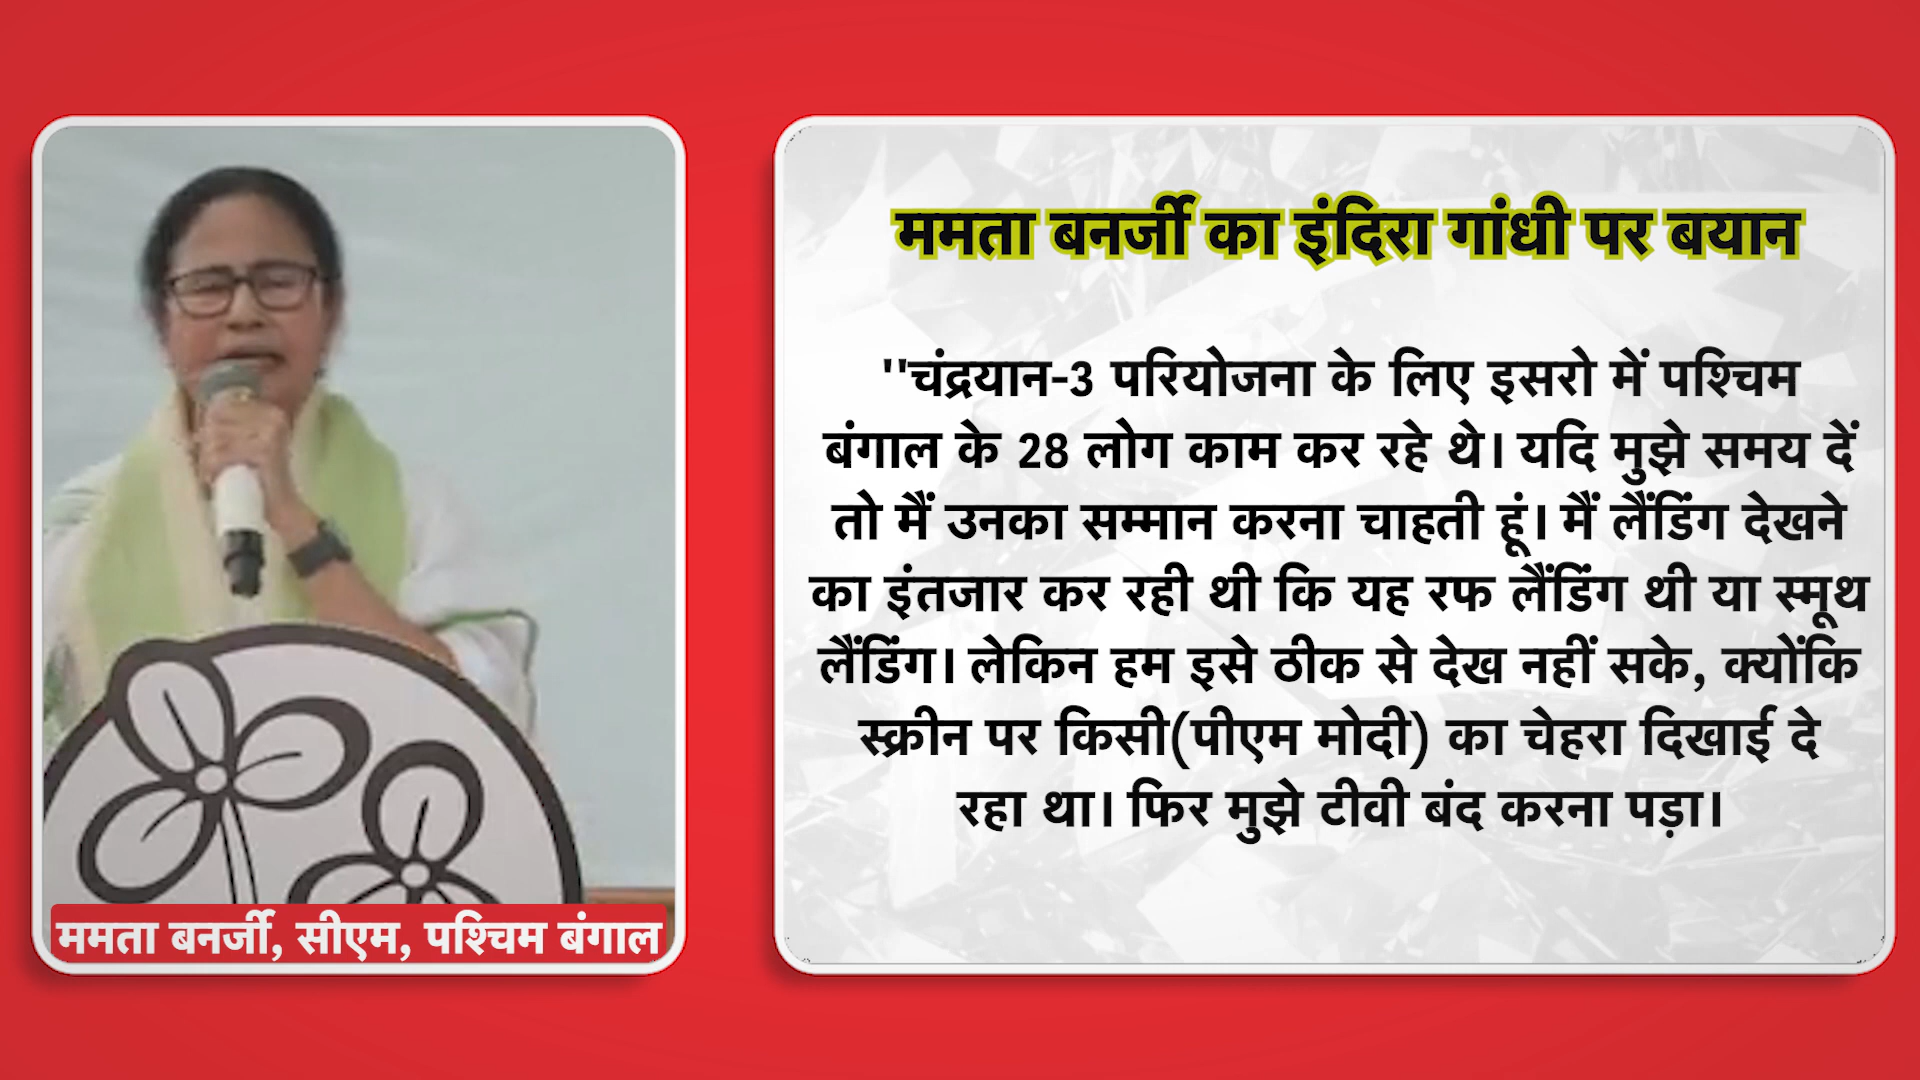 ममता बनर्जी का इंदिरा गांधी पर बयान
"चंद्रयान-3 परियोजना के लिए इसरो में पश्चिम
बंगाल के 28 लोग काम कर रहे थे। यदि मुझे समय दें
तो मैं उनका सम्मान करना चाहती हूं। मैं लैंडिंग देखने
का इंतजार कर रही थी कि यह रफ लैंडिंग थी या स्मूथ
लैंडिंग। लेकिन हम इसे ठीक से देख नहीं सके, क्योंकि
स्क्रीन पर किसी(पीएम मोदी) का चेहरा दिखाई दे
रहा था। फिर मुझे टीवी बंद करना पड़ा।
ममता बनर्जी, सीएम, पश्चिम बंगाल